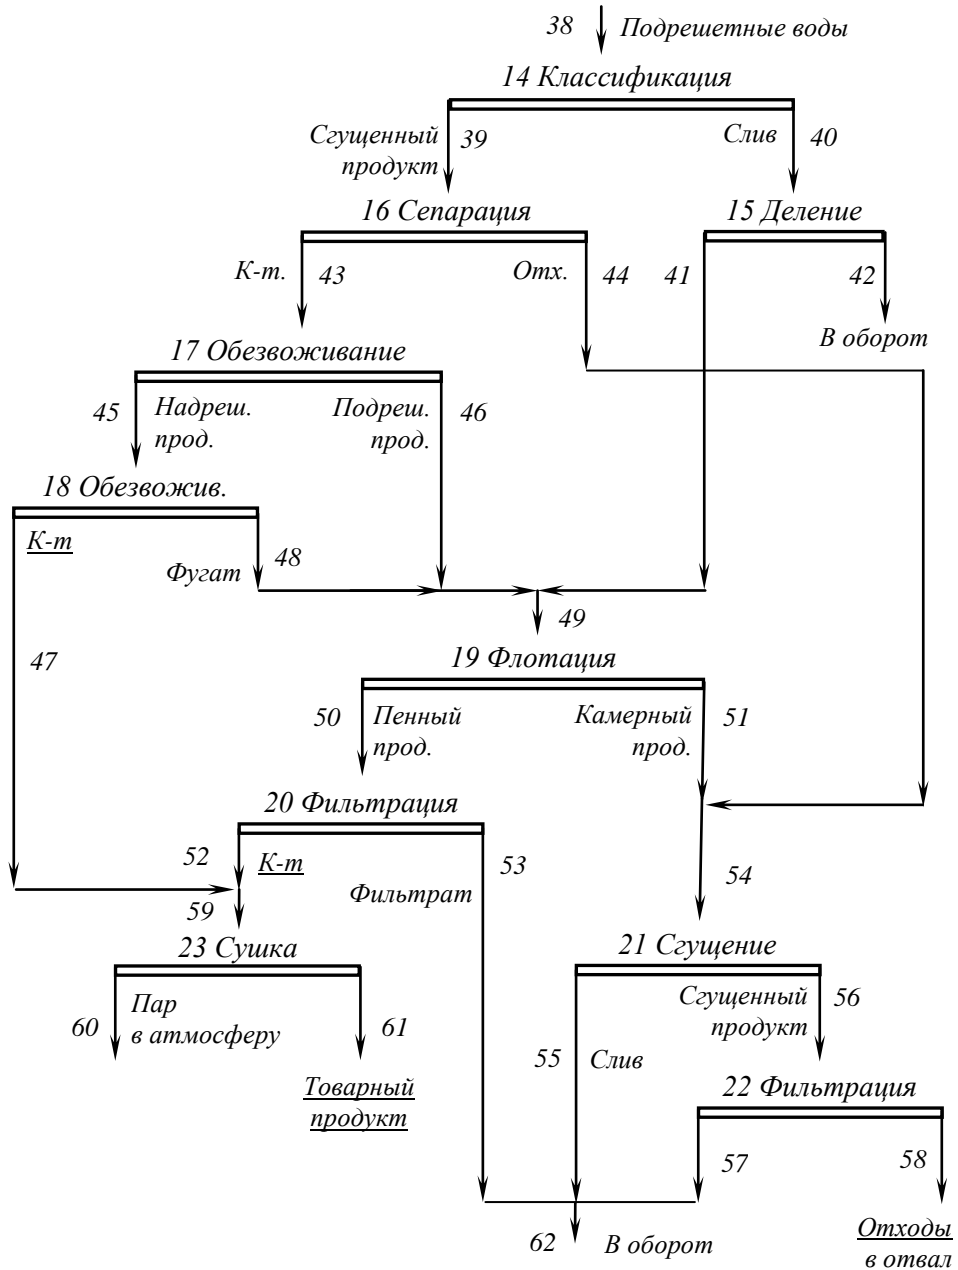 38 Подрешетные воды
14 Классификация
Сгущенный 39 Слив 40
продукт
16 Сепарация 15 Деление
К-т. 43 Отх. 44 41 42
В оборот
17 Обезвоживание
45 Надреш. Подреш. 46
прод. прод.
18 Обезвожив.
К-т
48
Фугат
49
47
19 Флотация
50 Пенный Камерный 51
прод. прод.
20 Фильтрация
52 К-т 53
54
Фильтрат
59
23 Сушка 21 Сгущение
Пар Сгущенный 56
60 в атмосферу 61 продукт
55 Слив
Товарный 22 Фильтрация
продукт
57 58
Отходы
62 В оборот в отвал